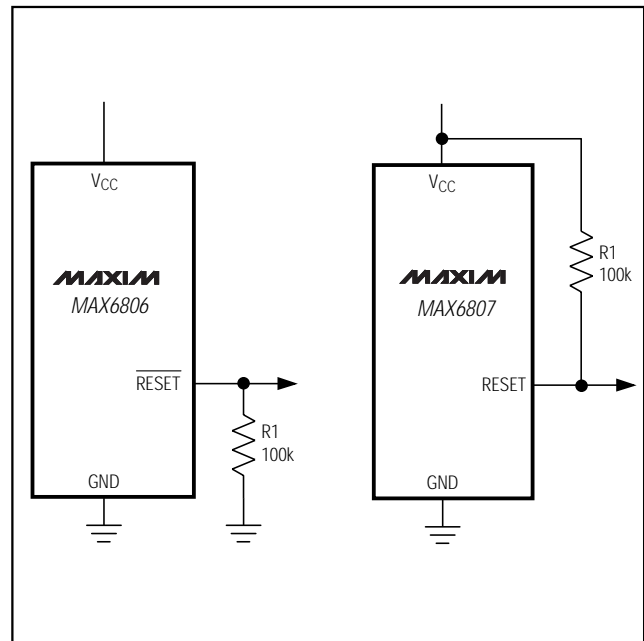 VCC
MAXIM
MAX6806
RESET
R1
100k
GND
VCC
MAXIM
MAX6807
R1
100k
RESET
GND